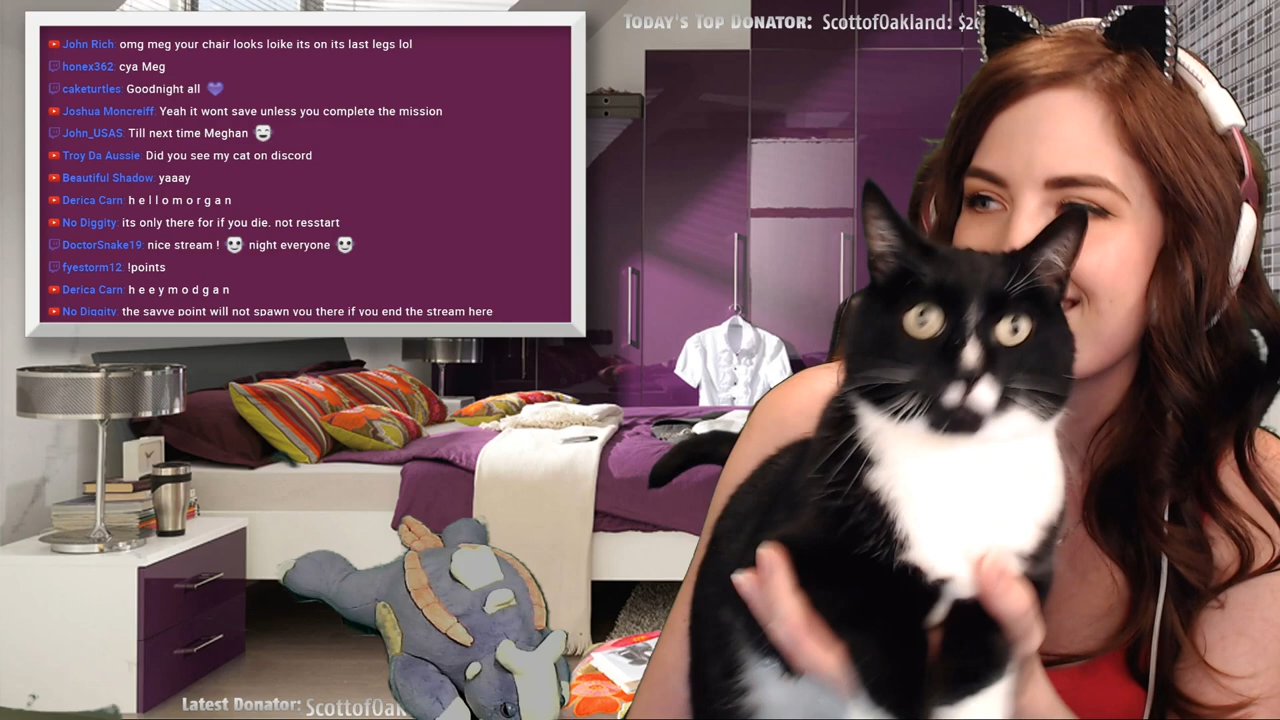 Today's Top Donator: ScottofOakland:
John Rich: omg meg your chair looks loike its on its last legs lol
honex362: cya Meg
caketurtles: Goodnight all
Joshua Moncreiff: Yeah it wont save unless you complete the mission
John_USAS: Till next time Meghan
Troy Da Aussie: Did you see my cat on discord
Beautiful Shadow: yaaay
Derica Carn: h e l l o m o r g a n
No Diggity: its only there for if you die. not resstart
DoctorSnake19: nice stream ! night everyone
fyestorm12: !points
Derica Carn: h e e y m o d g a n
No Diggity: the savve point will not spawn you there if you end the stream here
Latest Donator: ScottofOak